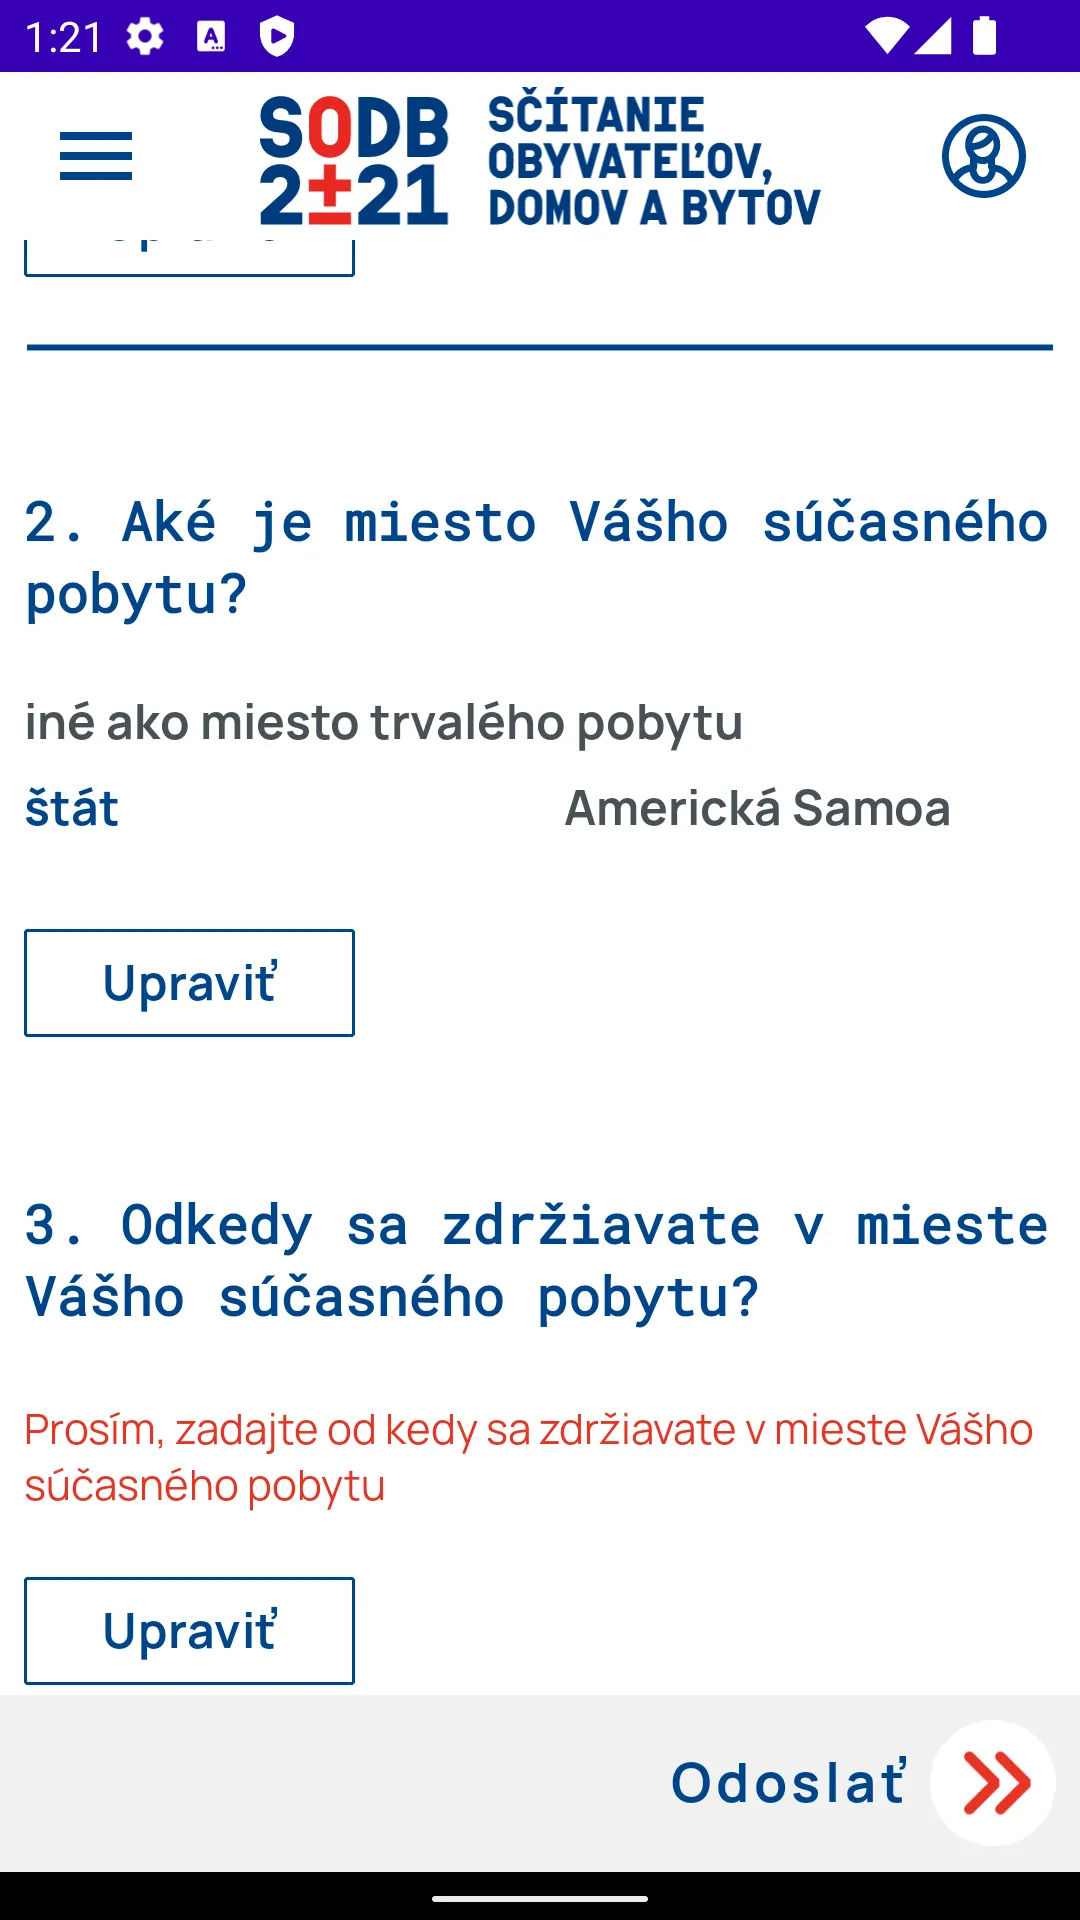 1:21
SODB
2±21
SČÍTANIE
OBYVATEĽOV,
DOMOV A BYTOV
2. Aké je miesto Vášho súčasného
pobytu?
iné ako miesto trvalého pobytu
štát Americká Samoa
Upraviť
3. Odkedy sa zdržiavate v mieste
Vášho súčasného pobytu?
Prosím, zadajte od kedy sa zdržiavate v mieste Vášho
súčasného pobytu
Upraviť
Odoslať